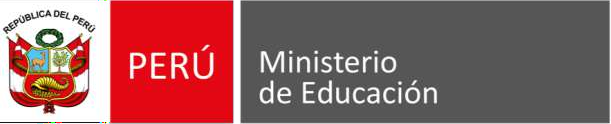 REPÚBLICA DEL PERÚ
PERÚ
Ministerio
de Educación